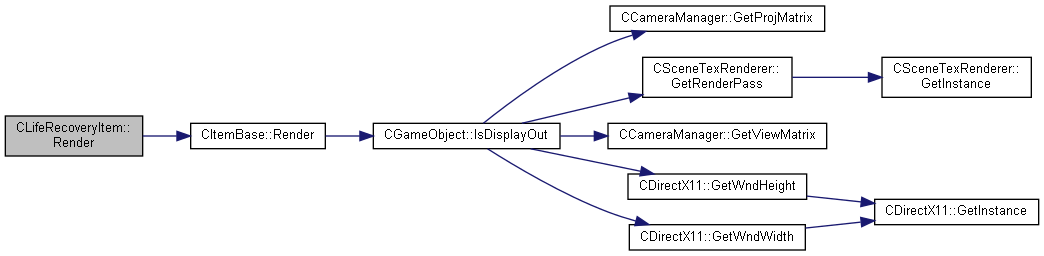 CLifeRecoveryItem::
Render
CItemBase::Render
CGameObject::IsDisplayOut
CCameraManager::GetProjMatrix
CSceneTexRenderer::
GetRenderPass
CSceneTexRenderer::
GetInstance
CCameraManager::GetViewMatrix
CDirectX11::GetWndHeight
CDirectX11::GetInstance
CDirectX11::GetWndWidth